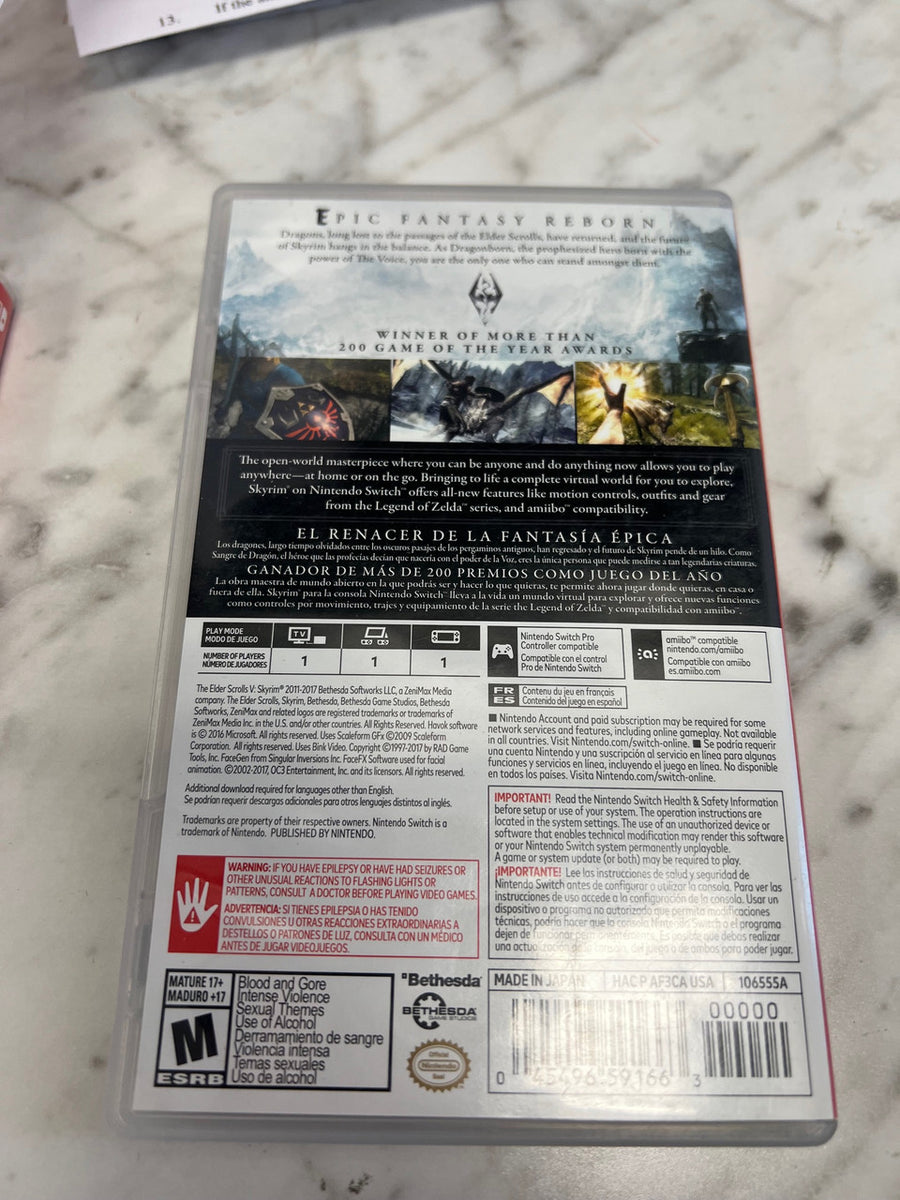 13. If the
EPIC FANTASY REBORN
Dragons, long lost to the passages of the Elder Scrolls, have returned, and the future
of Skyrim hangs in the balance. As Dragonborn, the prophesized hero born with the
power of The Voice, you are the only one who can stand amongst them.
WINNER OF MORE THAN
200 GAME OF THE YEAR AWARDS
The open-world masterpiece where you can be anyone and do anything now allows you to play
anywhere—at home or on the go. Bringing to life a complete virtual world for you to explore,
Skyrim® on Nintendo Switch™ offers all-new features like motion controls, outfits and gear
from the Legend of Zelda™ series, and amiibo™ compatibility.
EL RENACER DE LA FANTASÍA ÉPICA
Los dragones, largo tiempo olvidados entre los oscuros pasajes de los pergaminos antiguos, han regresado y el futuro de Skyrim pende de un hilo. Como
Sangre de Dragón, el héroe que las profecías decían que nacería con el poder de la Voz, eres la única persona que puede medirse a tan legendarias criaturas.
GANADOR DE MÁS DE 200 PREMIOS COMO JUEGO DEL AÑO
La obra maestra de mundo abierto en la que podrás ser y hacer lo que quieras, te permite ahora jugar donde quieras, en casa o
fuera de ella. Skyrim® para la consola Nintendo Switch™ lleva a la vida un mundo virtual para explorar y ofrece nuevas funciones
como controles por movimiento, trajes y equipamiento de la serie the Legend of Zelda™ y compatibilidad con amiibo™.
PLAY MODE
MODO DE JUEGO
TV
NUMBER OF PLAYERS
NÚMERO DE JUGADORES
1 1 1
Nintendo Switch Pro
Controller compatible
Compatible con el control
Pro de Nintendo Switch
amiibo™ compatible
nintendo.com/amiibo
Compatible con amiibo
es.amiibo.com
FR Contenu du jeu en français
ES Contenido del juego en español
The Elder Scrolls V: Skyrim® 2011-2017 Bethesda Softworks LLC, a ZeniMax Media
company. The Elder Scrolls, Skyrim, Bethesda, Bethesda Game Studios, Bethesda
Softworks, ZeniMax and related logos are registered trademarks or trademarks of
ZeniMax Media Inc. in the U.S. and/or other countries. All Rights Reserved. Havok software
is © 2016 Microsoft. All rights reserved. Uses Scaleform GFx ©2009 Scaleform
Corporation. All rights reserved. Uses Bink Video. Copyright ©1997-2017 by RAD Game
Tools, Inc. FaceGen from Singular Inversions Inc. FaceFX Software used for facial
animation. ©2002-2017, OC3 Entertainment, Inc. and its licensors. All rights reserved.
Additional download required for languages other than English.
Se podrían requerir descargas adicionales para otros lenguajes distintos al inglés.
Trademarks are property of their respective owners. Nintendo Switch is a
trademark of Nintendo. PUBLISHED BY NINTENDO.
■ Nintendo Account and paid subscription may be required for some
network services and features, including online gameplay. Not available
in all countries. Visit Nintendo.com/switch-online. ■ Se podría requerir
una cuenta Nintendo y una suscripción al servicio en línea para algunas
funciones y servicios en línea, incluyendo el juego en línea. No disponible
en todos los países. Visita Nintendo.com/switch-online.
IMPORTANT! Read the Nintendo Switch Health & Safety Information
before setup or use of your system. The operation instructions are
located in the system settings. The use of an unauthorized device or
software that enables technical modification may render this software
or your Nintendo Switch system permanently unplayable.
A game or system update (or both) may be required to play.
¡IMPORTANTE! Lee las instrucciones de salud y seguridad de
Nintendo Switch antes de configurar o utilizar la consola. Para ver las
instrucciones de uso accede a la configuración de la consola. Usar un
dispositivo o programa no autorizado que permita modificaciones
técnicas, podría hacer que la consola Nintendo Switch o el programa
dejen de funcionar permanentemente. Es posible que debas realizar
una actualización de la consola, del juego o de ambos para poder jugar.
WARNING: IF YOU HAVE EPILEPSY OR HAVE HAD SEIZURES OR
OTHER UNUSUAL REACTIONS TO FLASHING LIGHTS OR
PATTERNS, CONSULT A DOCTOR BEFORE PLAYING VIDEO GAMES.
ADVERTENCIA: SI TIENES EPILEPSIA O HAS TENIDO
CONVULSIONES U OTRAS REACCIONES EXTRAORDINARIAS A
DESTELLOS O PATRONES DE LUZ, CONSULTA CON UN MÉDICO
ANTES DE JUGAR VIDEOJUEGOS.
MATURE 17+
MADURO +17
M
ESRB
Blood and Gore
Intense Violence
Sexual Themes
Use of Alcohol
Derramamiento de sangre
Violencia intensa
Temas sexuales
Uso de alcohol
Bethesda
BETHESDA
GAME STUDIOS
Official
Nintendo
Seal
MADE IN JAPAN HAC P AF3CA USA 106555A
00000
0 45496 59166 3